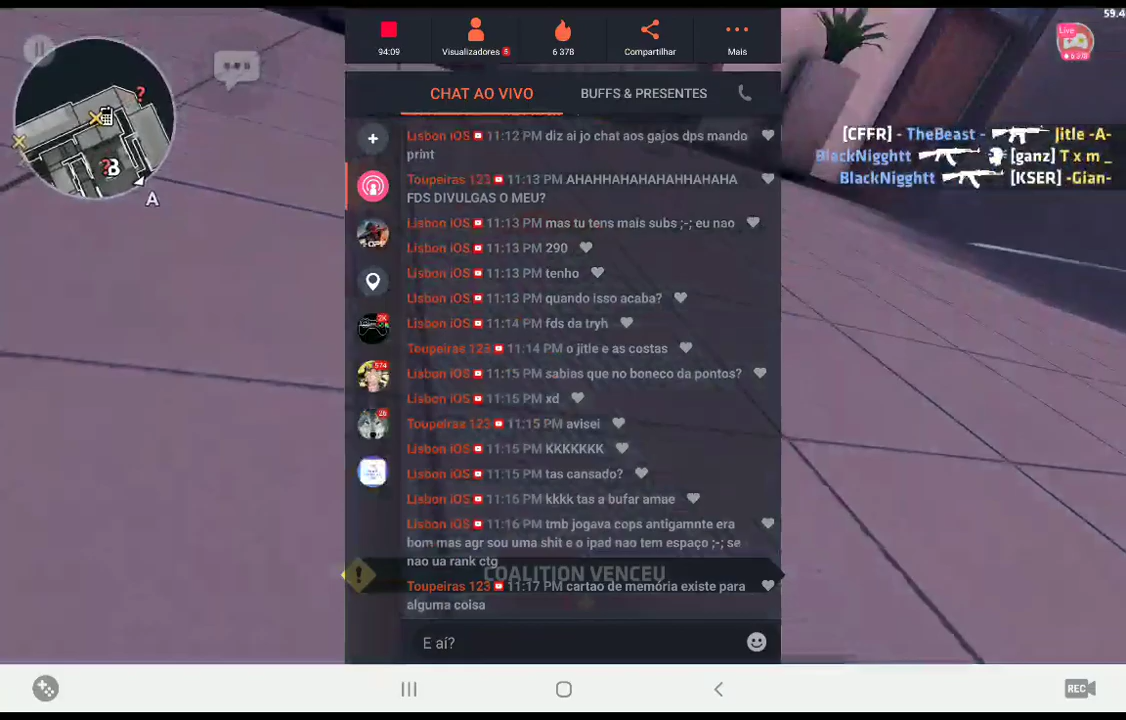 59.4
94:09
Visualizadores 5
6 378
Compartilhar
Mais
Live
6 378
CHAT AO VIVO
BUFFS & PRESENTES
Lisbon iOS 11:12 PM diz ai jo chat aos gajos dps mando
print
Toupeiras 123 11:13 PM AHAHHAHAHAHAHHAHAHA
FDS DIVULGAS O MEU?
Lisbon iOS 11:13 PM mas tu tens mais subs ;-; eu nao
Lisbon iOS 11:13 PM 290
Lisbon iOS 11:13 PM tenho
Lisbon iOS 11:13 PM quando isso acaba?
Lisbon iOS 11:14 PM fds da tryh
Toupeiras 123 11:14 PM o jitle e as costas
Lisbon iOS 11:15 PM sabias que no boneco da pontos?
Lisbon iOS 11:15 PM xd
Toupeiras 123 11:15 PM avisei
Lisbon iOS 11:15 PM KKKKKKK
Lisbon iOS 11:15 PM tas cansado?
Lisbon iOS 11:16 PM kkkk tas a bufar amae
Lisbon iOS 11:16 PM tmb jogava cops antigamnte era
bom mas agr sou uma shit e o ipad nao tem espaço ;-; se
nao ua rank ctg
COALITION VENCEU
Toupeiras 123 11:17 PM cartao de memória existe para
alguma coisa
E aí?
2K
574
26
[CFFR] - TheBeast - Jitle -A-
BlackNigghtt [ganz] T x m _
BlackNigghtt [KSER] -Gian-
?
?
B
A
REC